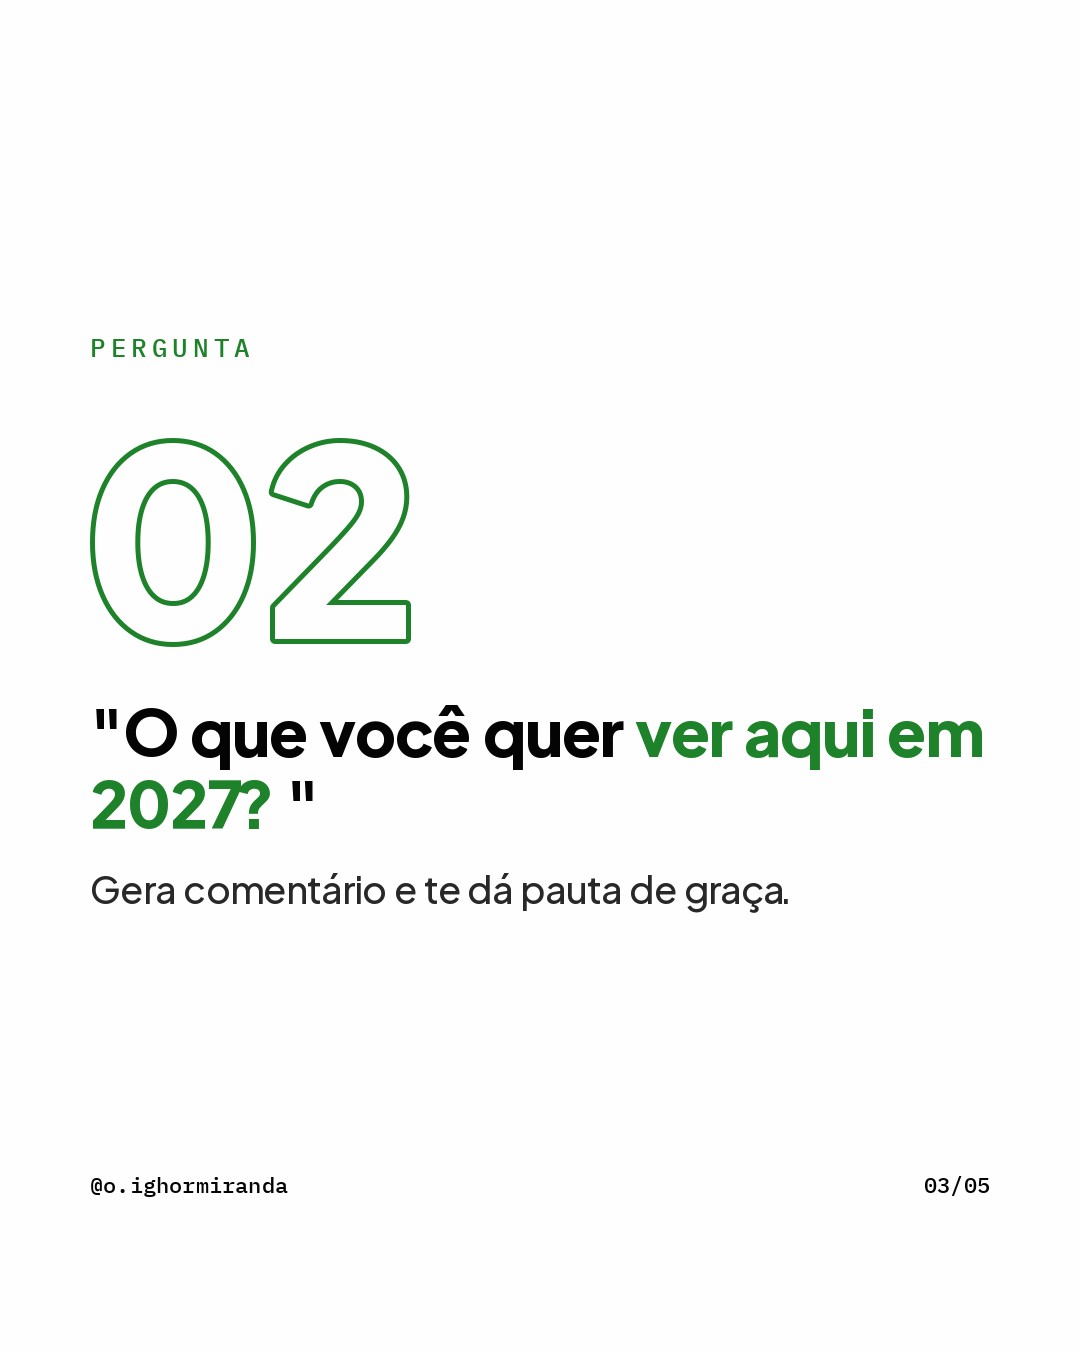 PERGUNTA
02
"O que você quer ver aqui em
2027? "
Gera comentário e te dá pauta de graça.
@o.ighormiranda
03/05